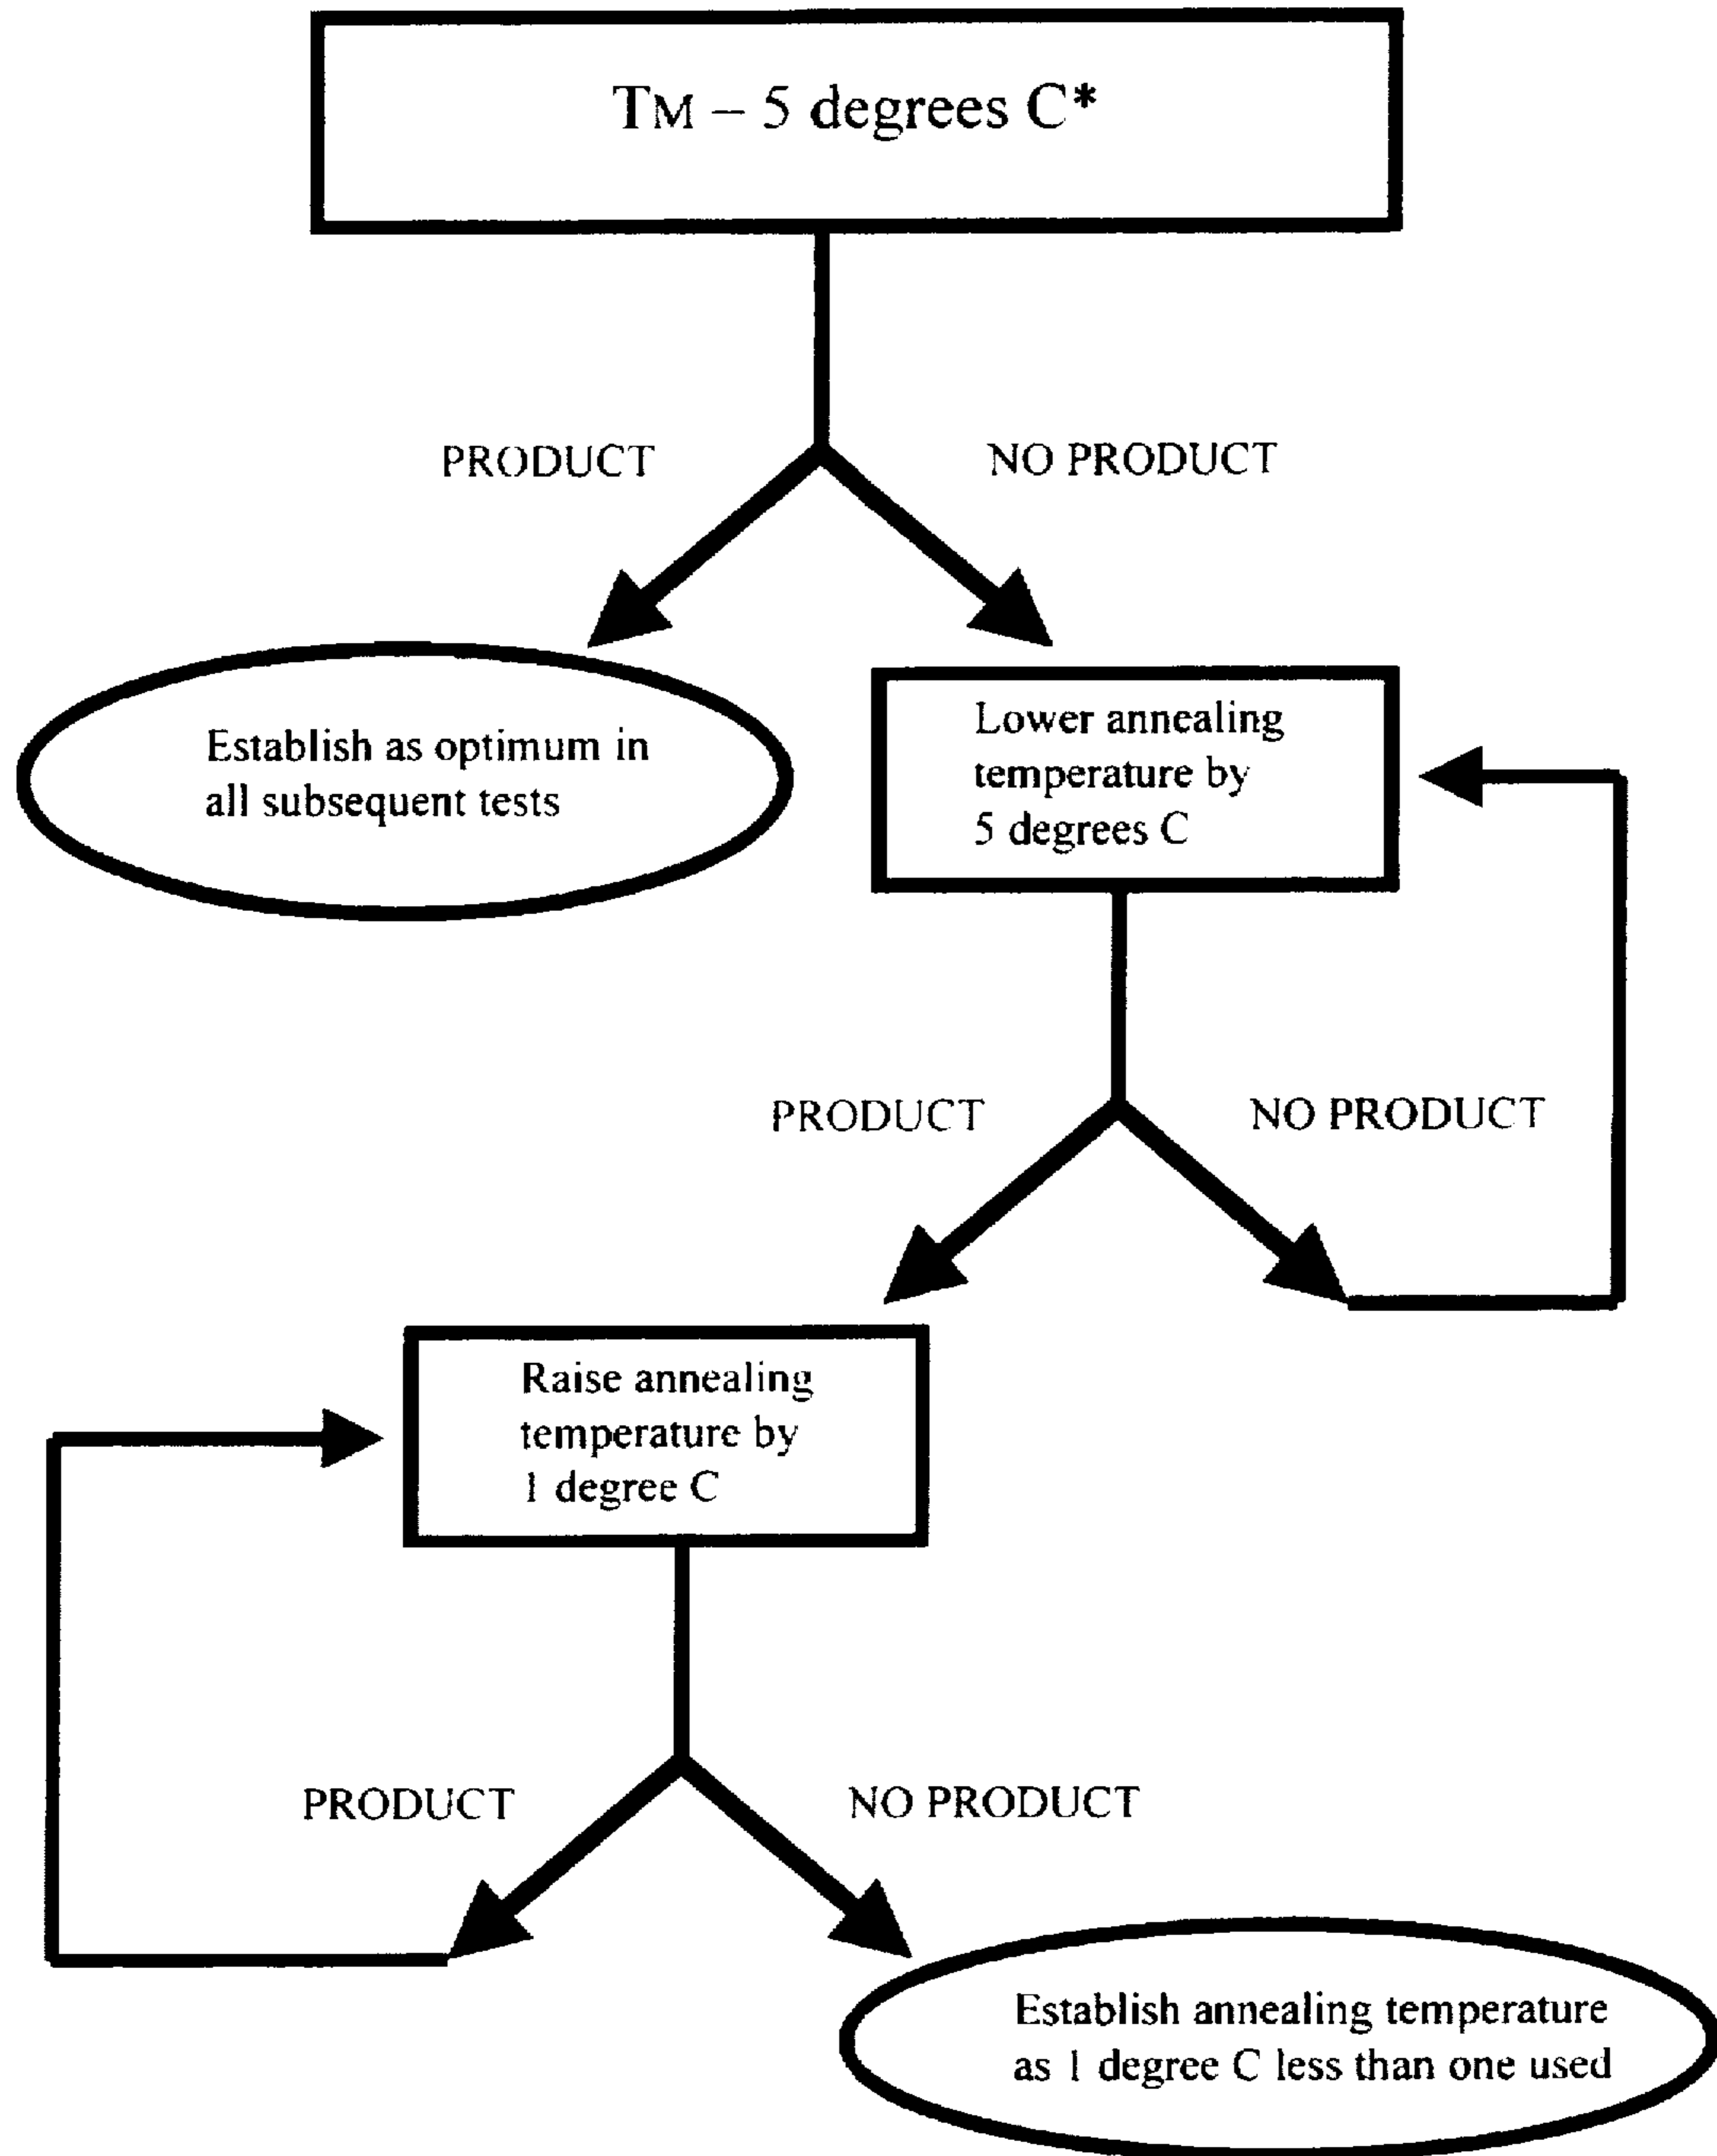 TM – 5 degrees C*
PRODUCT
NO PRODUCT
Establish as optimum in
all subsequent tests
Lower annealing
temperature by
5 degrees C
PRODUCT
NO PRODUCT
Raise annealing
temperature by
1 degree C
PRODUCT
NO PRODUCT
Establish annealing temperature
as 1 degree C less than one used